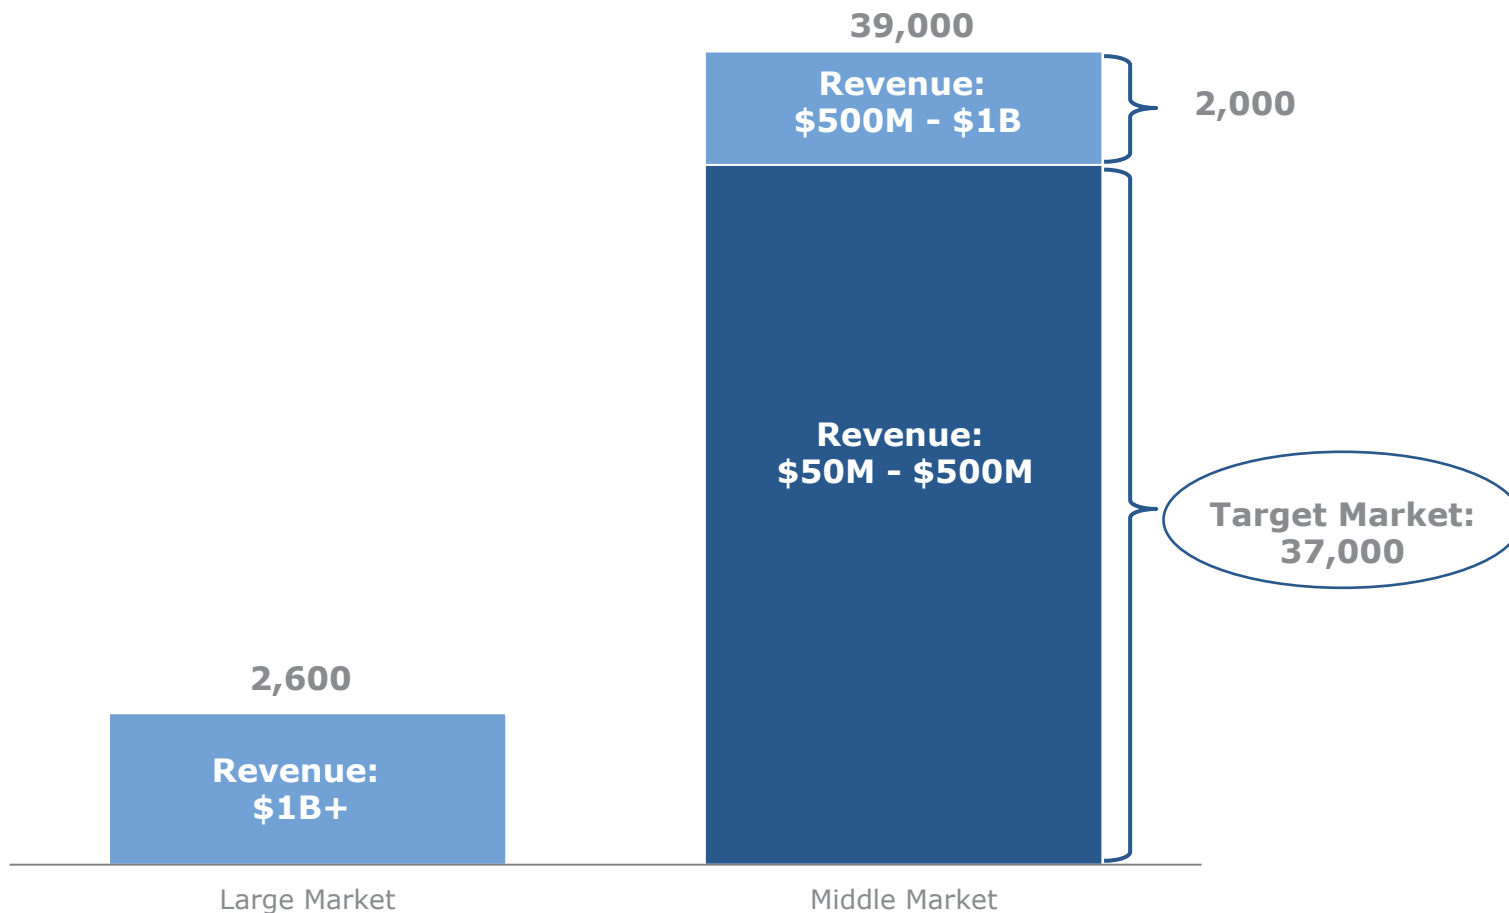 39,000
Revenue:
$500M - $1B
2,000
Revenue:
$50M - $500M
Target Market:
37,000
2,600
Revenue:
$1B+
Large Market
Middle Market